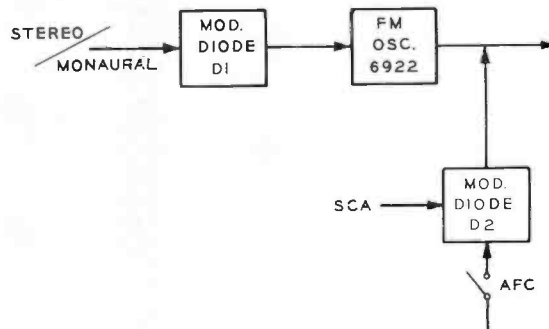 STEREO
MONAURAL
MOD.
DIODE
D1
FM
OSC.
6922
SCA
MOD.
DIODE
D2
AFC